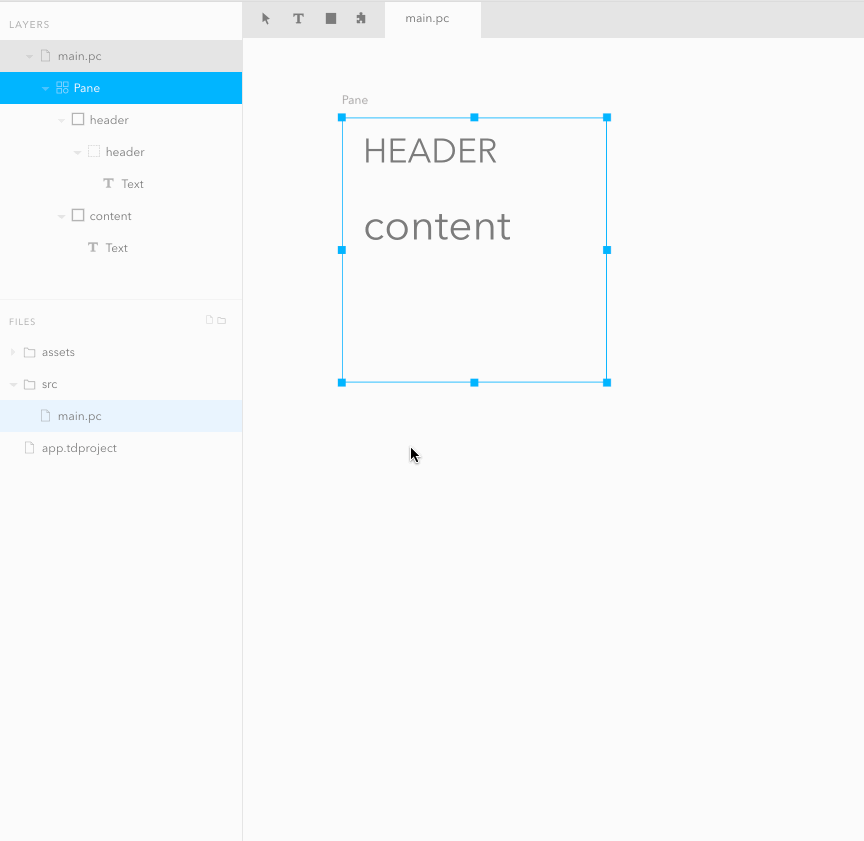 LAYERS
main.pc
Pane
header
header
Text
content
Text
FILES
assets
src
main.pc
app.tdproject
T
main.pc
Pane
HEADER
content